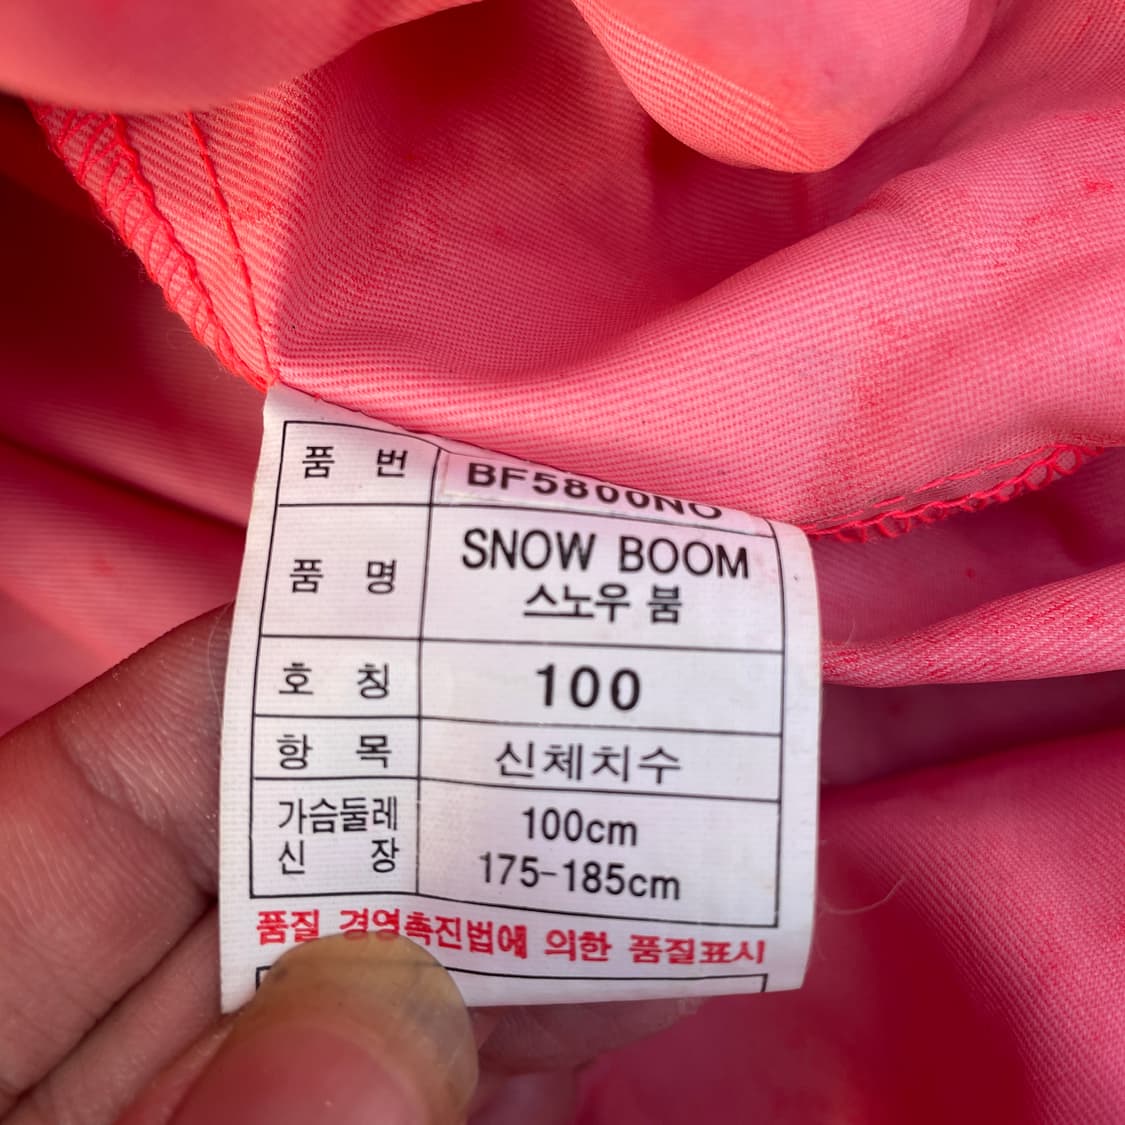 품 번 BF5800NO
품 명 SNOW BOOM
스노우 붐
호 칭 100
항 목 신체치수
가슴둘레 100cm
신 장 175-185cm
품질 경영촉진법에 의한 품질표시